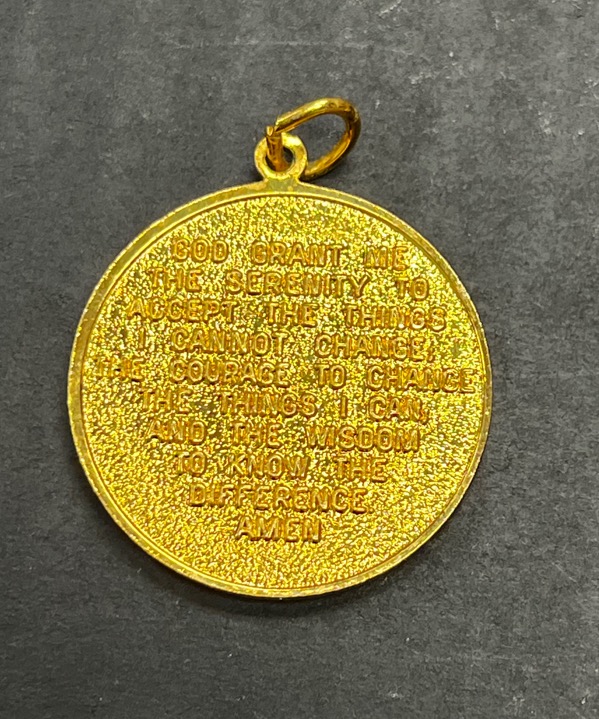 GOD GRANT ME
THE SERENITY TO
ACCEPT THE THINGS
I CANNOT CHANGE,
THE COURAGE TO CHANGE
THE THINGS I CAN,
AND THE WISDOM
TO KNOW THE
DIFFERENCE
AMEN